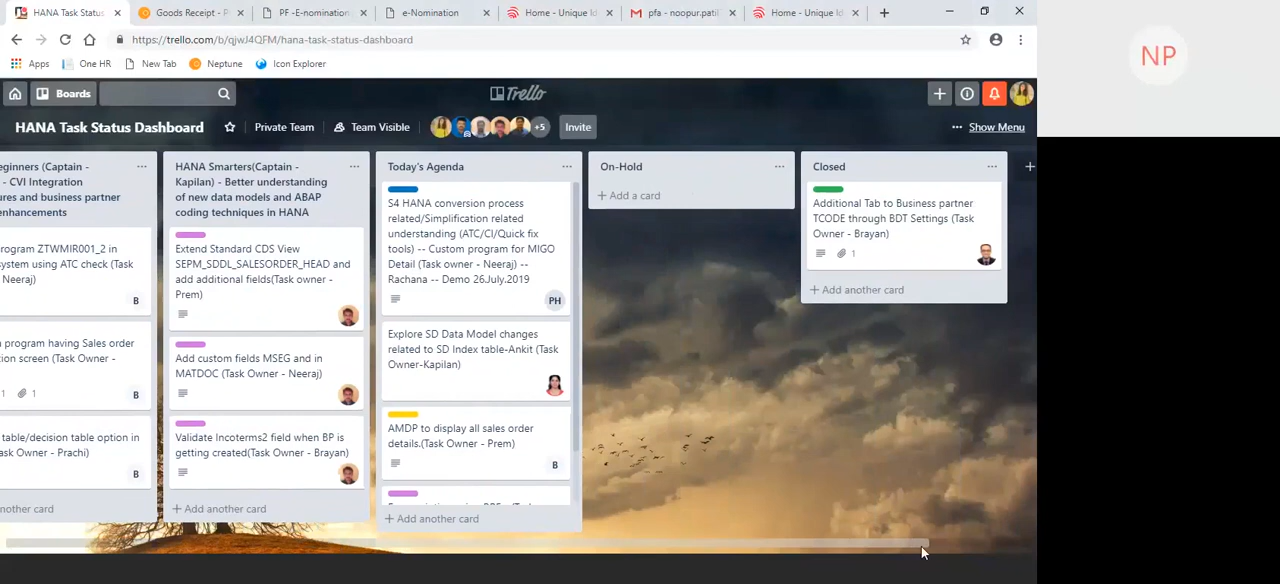 HANA Task Status
Goods Receipt - P
PF -E-nomination
e-Nomination
Home - Unique Id
pfa - noopur.pati
Home - Unique Id
https://trello.com/b/qjwJ4QFM/hana-task-status-dashboard
Apps
One HR
New Tab
Neptune
Icon Explorer
NP
Boards
Trello
HANA Task Status Dashboard
Private Team
Team Visible
+5
Invite
Show Menu
eginners (Captain -
- CVI Integration
ures and business partner
enhancements
rogram ZTWMIR001_2 in
ystem using ATC check (Task
Neeraj)
B
program having Sales order
ion screen (Task Owner -
1
1
B
table/decision table option in
sk Owner - Prachi)
B
nother card
HANA Smarters(Captain -
Kapilan) - Better understanding
of new data models and ABAP
coding techniques in HANA
Extend Standard CDS View
SEPM_SDDL_SALESORDER_HEAD and
add additional fields(Task owner -
Prem)
Add custom fields MSEG and in
MATDOC (Task Owner - Neeraj)
Validate Incoterms2 field when BP is
getting created(Task Owner - Brayan)
+ Add another card
Today's Agenda
S4 HANA conversion process
related/Simplification related
understanding (ATC/CI/Quick fix
tools) -- Custom program for MIGO
Detail (Task owner - Neeraj) --
Rachana -- Demo 26.July.2019
PH
Explore SD Data Model changes
related to SD Index table-Ankit (Task
Owner-Kapilan)
AMDP to display all sales order
details.(Task Owner - Prem)
B
+ Add another card
On-Hold
+ Add a card
Closed
Additional Tab to Business partner
TCODE through BDT Settings (Task
Owner - Brayan)
1
+ Add another card